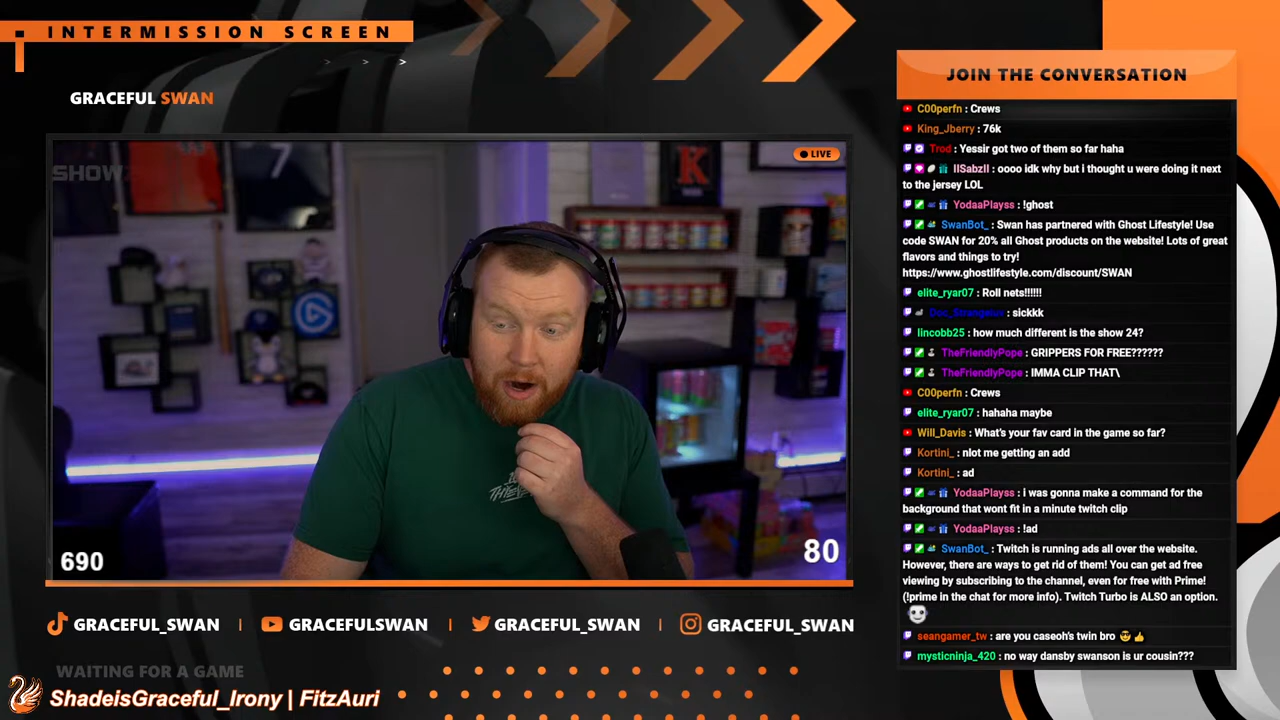 INTERMISSION SCREEN
GRACEFUL SWAN
SHOW
LIVE
K
690
80
GRACEFUL_SWAN | GRACEFULSWAN | GRACEFUL_SWAN | GRACEFUL_SWAN
WAITING FOR A GAME
ShadeisGraceful_Irony | FitzAuri
JOIN THE CONVERSATION
C00perfn : Crews
King_Jberry : 76k
Trod : Yessir got two of them so far haha
IISabzII : oooo idk why but i thought u were doing it next
to the jersey LOL
YodaaPlayss : !ghost
SwanBot_ : Swan has partnered with Ghost Lifestyle! Use
code SWAN for 20% all Ghost products on the website! Lots of great
flavors and things to try!
https://www.ghostlifestyle.com/discount/SWAN
elite_ryar07 : Roll nets!!!!!!
: sickkk
lincobb25 : how much different is the show 24?
TheFriendlyPope : GRIPPERS FOR FREE??????
TheFriendlyPope : IMMA CLIP THAT\
C00perfn : Crews
elite_ryar07 : hahaha maybe
Will_Davis : What's your fav card in the game so far?
Kortini_ : nlot me getting an add
Kortini_ : ad
YodaaPlayss : i was gonna make a command for the
background that wont fit in a minute twitch clip
YodaaPlayss : !ad
SwanBot_ : Twitch is running ads all over the website.
However, there are ways to get rid of them! You can get ad free
viewing by subscribing to the channel, even for free with Prime!
(!prime in the chat for more info). Twitch Turbo is ALSO an option.
seangamer_tw : are you caseoh's twin bro 😎👍
mysticninja_420 : no way dansby swanson is ur cousin???